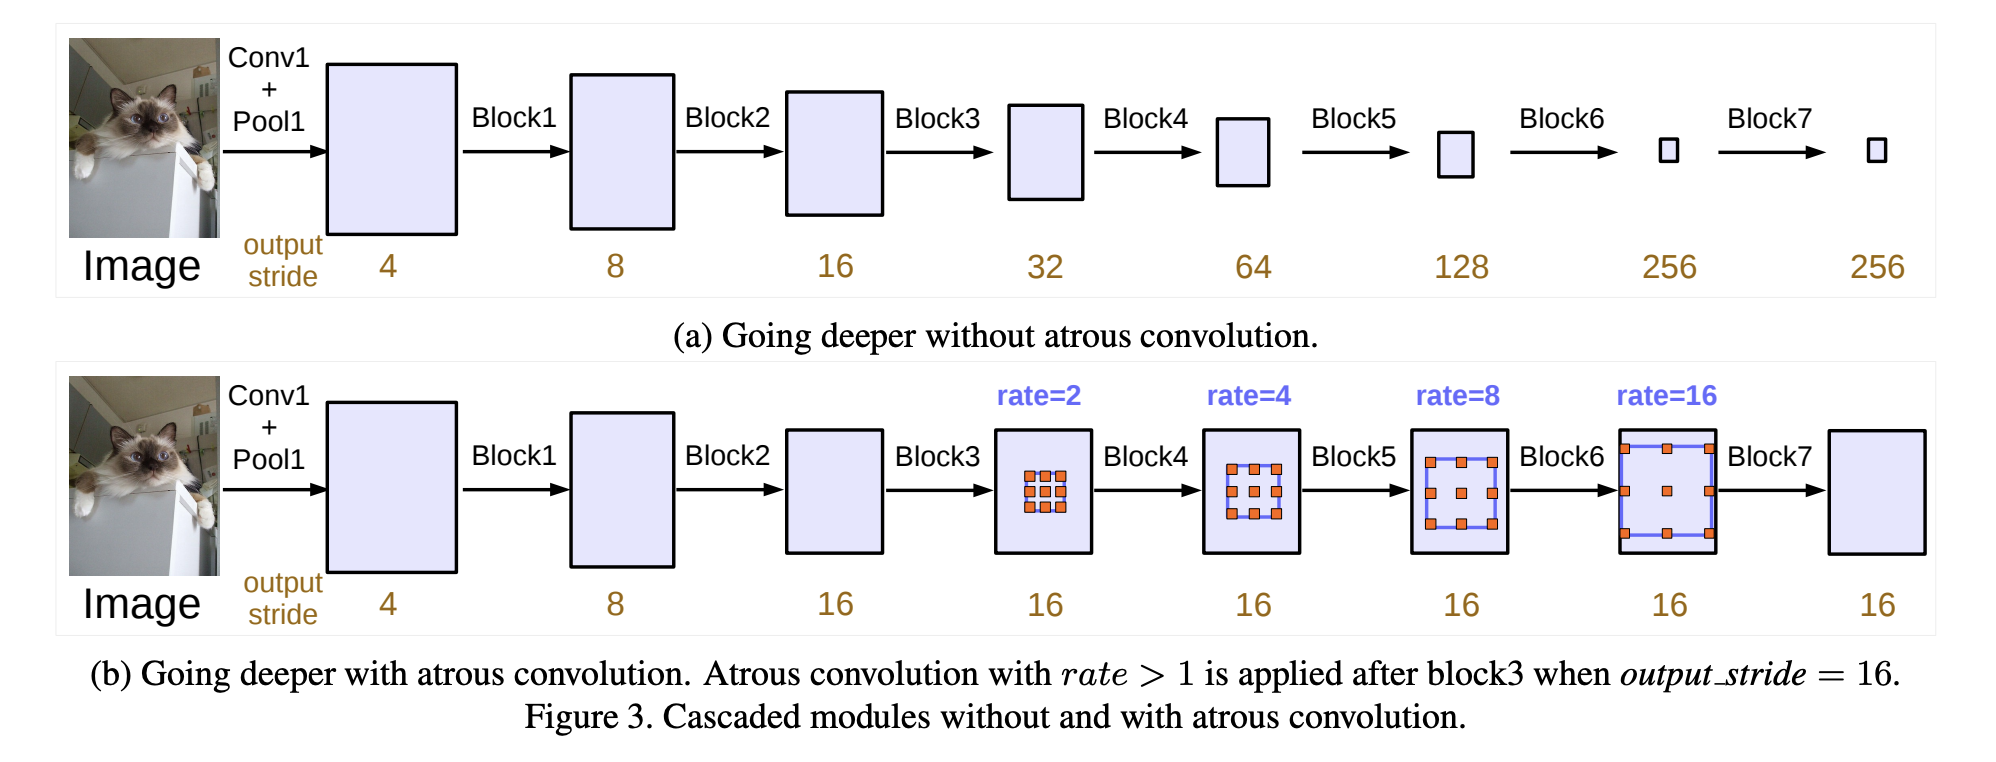 Conv1
+
Pool1
Block1
Block2
Block3
Block4
Block5
Block6
Block7
Image
output
stride
4
8
16
32
64
128
256
256
(a) Going deeper without atrous convolution.
Conv1
+
Pool1
Block1
Block2
Block3
rate=2
Block4
rate=4
Block5
rate=8
Block6
rate=16
Block7
Image
output
stride
4
8
16
16
16
16
16
16
(b) Going deeper with atrous convolution. Atrous convolution with rate > 1 is applied after block3 when output_stride = 16.
Figure 3. Cascaded modules without and with atrous convolution.